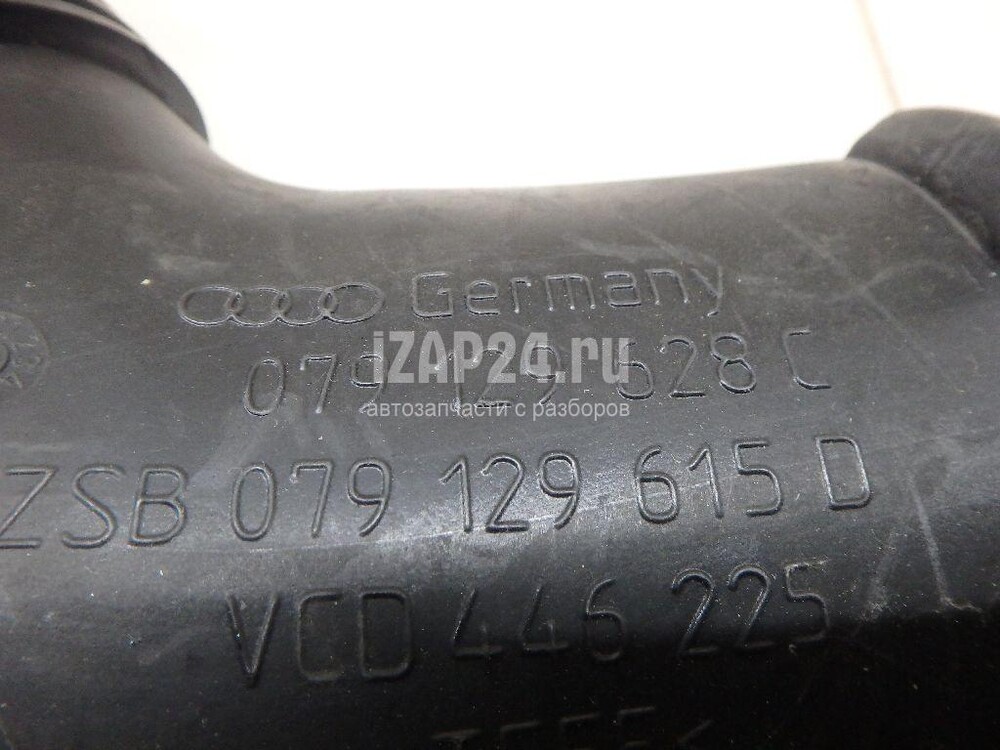 Germany
iZAP24.ru
079 129 628 C
автозапчасти с разборов
ZSB 079 129 615 D
VCD 446 225